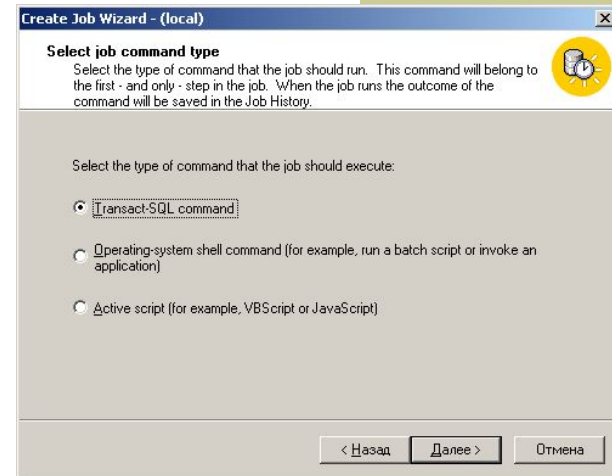 Create Job Wizard - (local)
Select job command type
Select the type of command that the job should run. This command will belong to
the first - and only - step in the job. When the job runs the outcome of the
command will be saved in the Job History.
Select the type of command that the job should execute:
Transact-SQL command
Operating-system shell command (for example, run a batch script or invoke an
application)
Active script (for example, VBScript or JavaScript)
< Назад
Далее >
Отмена